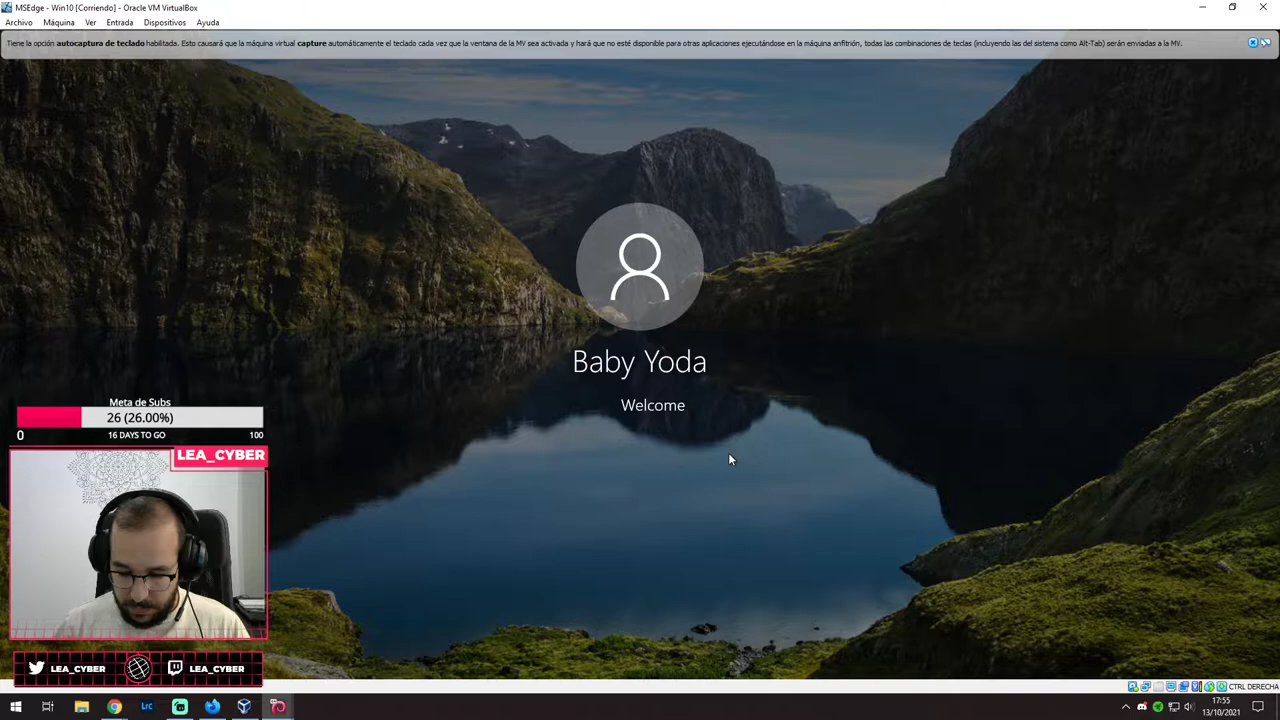 MSEdge - Win10 [Corriendo] - Oracle VM VirtualBox
Archivo Máquina Ver Entrada Dispositivos Ayuda
Tiene la opción autocaptura de teclado habilitada. Esto causará que la máquina virtual capture automáticamente el teclado cada vez que la ventana de la MV sea activada y hará que no esté disponible para otras aplicaciones ejecutándose en la máquina anfitrión, todas las combinaciones de teclas (incluyendo las del sistema como Alt-Tab) serán enviadas a la MV.
Baby Yoda
Welcome
Meta de Subs
26 (26.00%)
0 16 DAYS TO GO 100
LEA_CYBER
LEA_CYBER LEA_CYBER
CTRL DERECHA
Lrc
17:55
13/10/2021